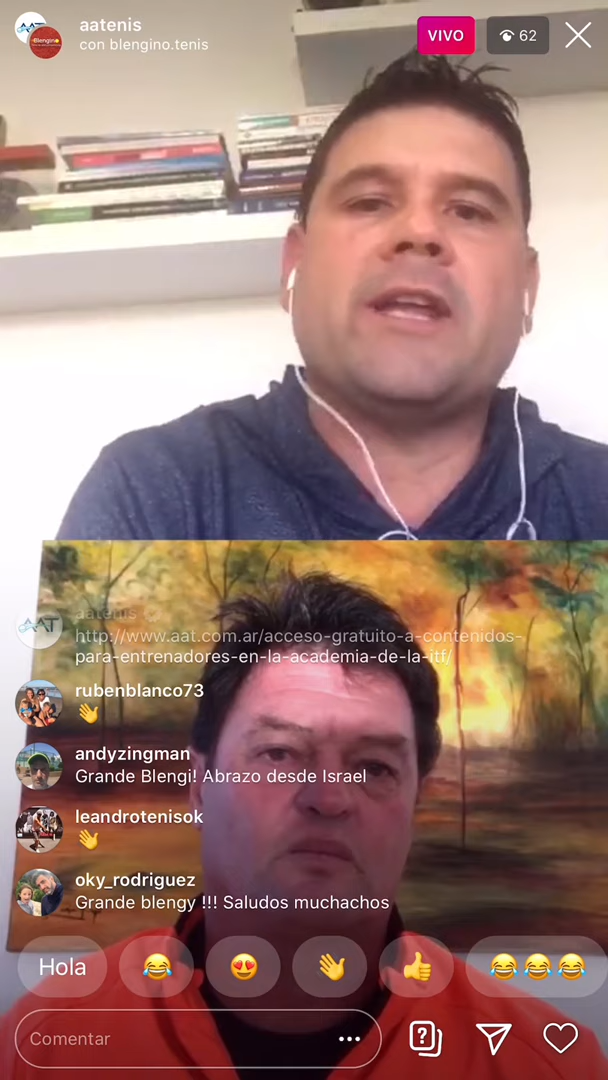 aatenis
con blengino.tenis
VIVO
62
Blengino
AAT
aatenis
http://www.aat.com.ar/acceso-gratuito-a-contenidos-
para-entrenadores-en-la-academia-de-la-itf/
rubenblanco73
👋
andyzingman
Grande Blengi! Abrazo desde Israel
leandrotenisok
👋
oky_rodriguez
Grande blengy !!! Saludos muchachos
Hola 😂 😍 👋 👍 😂😂😂
Comentar